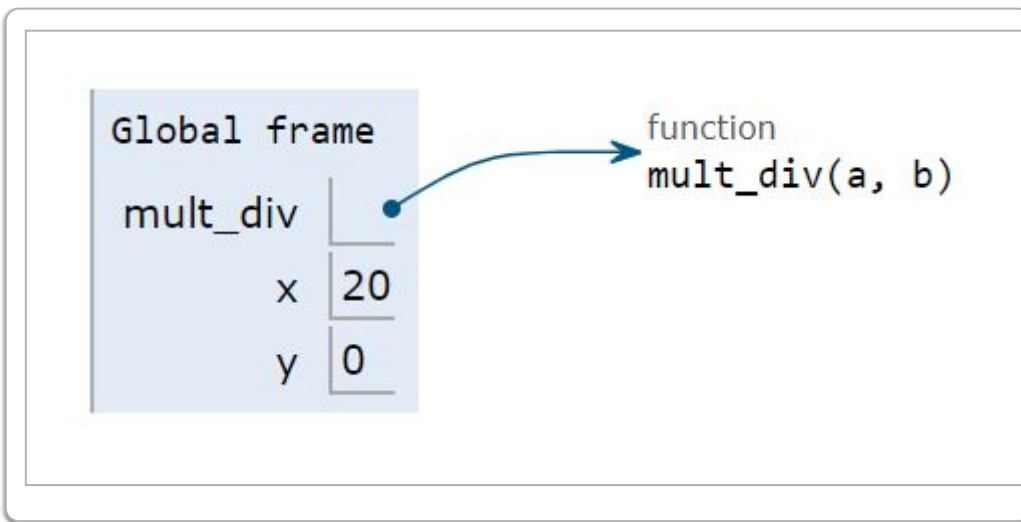 Global frame
mult_div
x 20
y 0
function
mult_div(a, b)